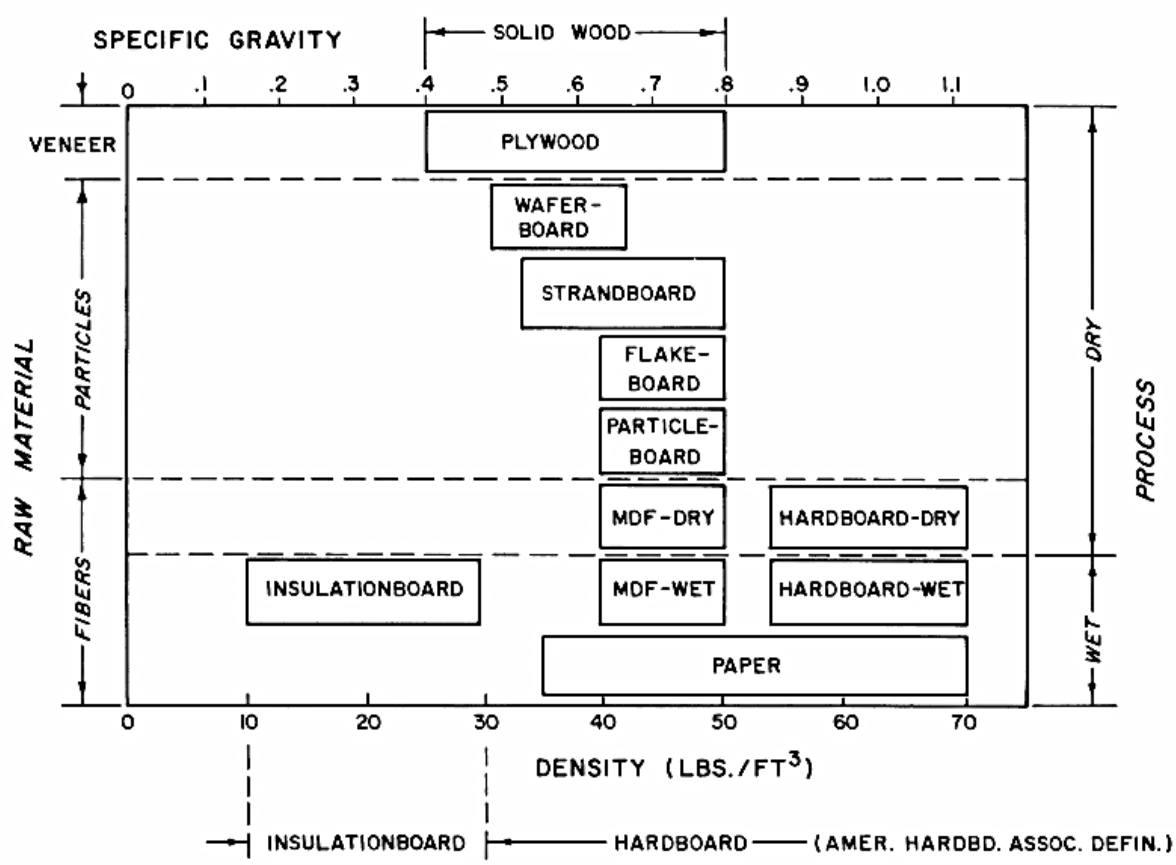 SPECIFIC GRAVITY
SOLID WOOD
0 .1 .2 .3 .4 .5 .6 .7 .8 .9 1.0 1.1
VENEER
PLYWOOD
WAFER-
BOARD
STRANDBOARD
FLAKE-
BOARD
PARTICLE-
BOARD
MDF-DRY
HARDBOARD-DRY
INSULATIONBOARD
MDF-WET
HARDBOARD-WET
PAPER
RAW MATERIAL
PARTICLES
FIBERS
DRY
WET
PROCESS
0 10 20 30 40 50 60 70
DENSITY (LBS./FT³)
INSULATIONBOARD
HARDBOARD
(AMER. HARDBD. ASSOC. DEFIN.)